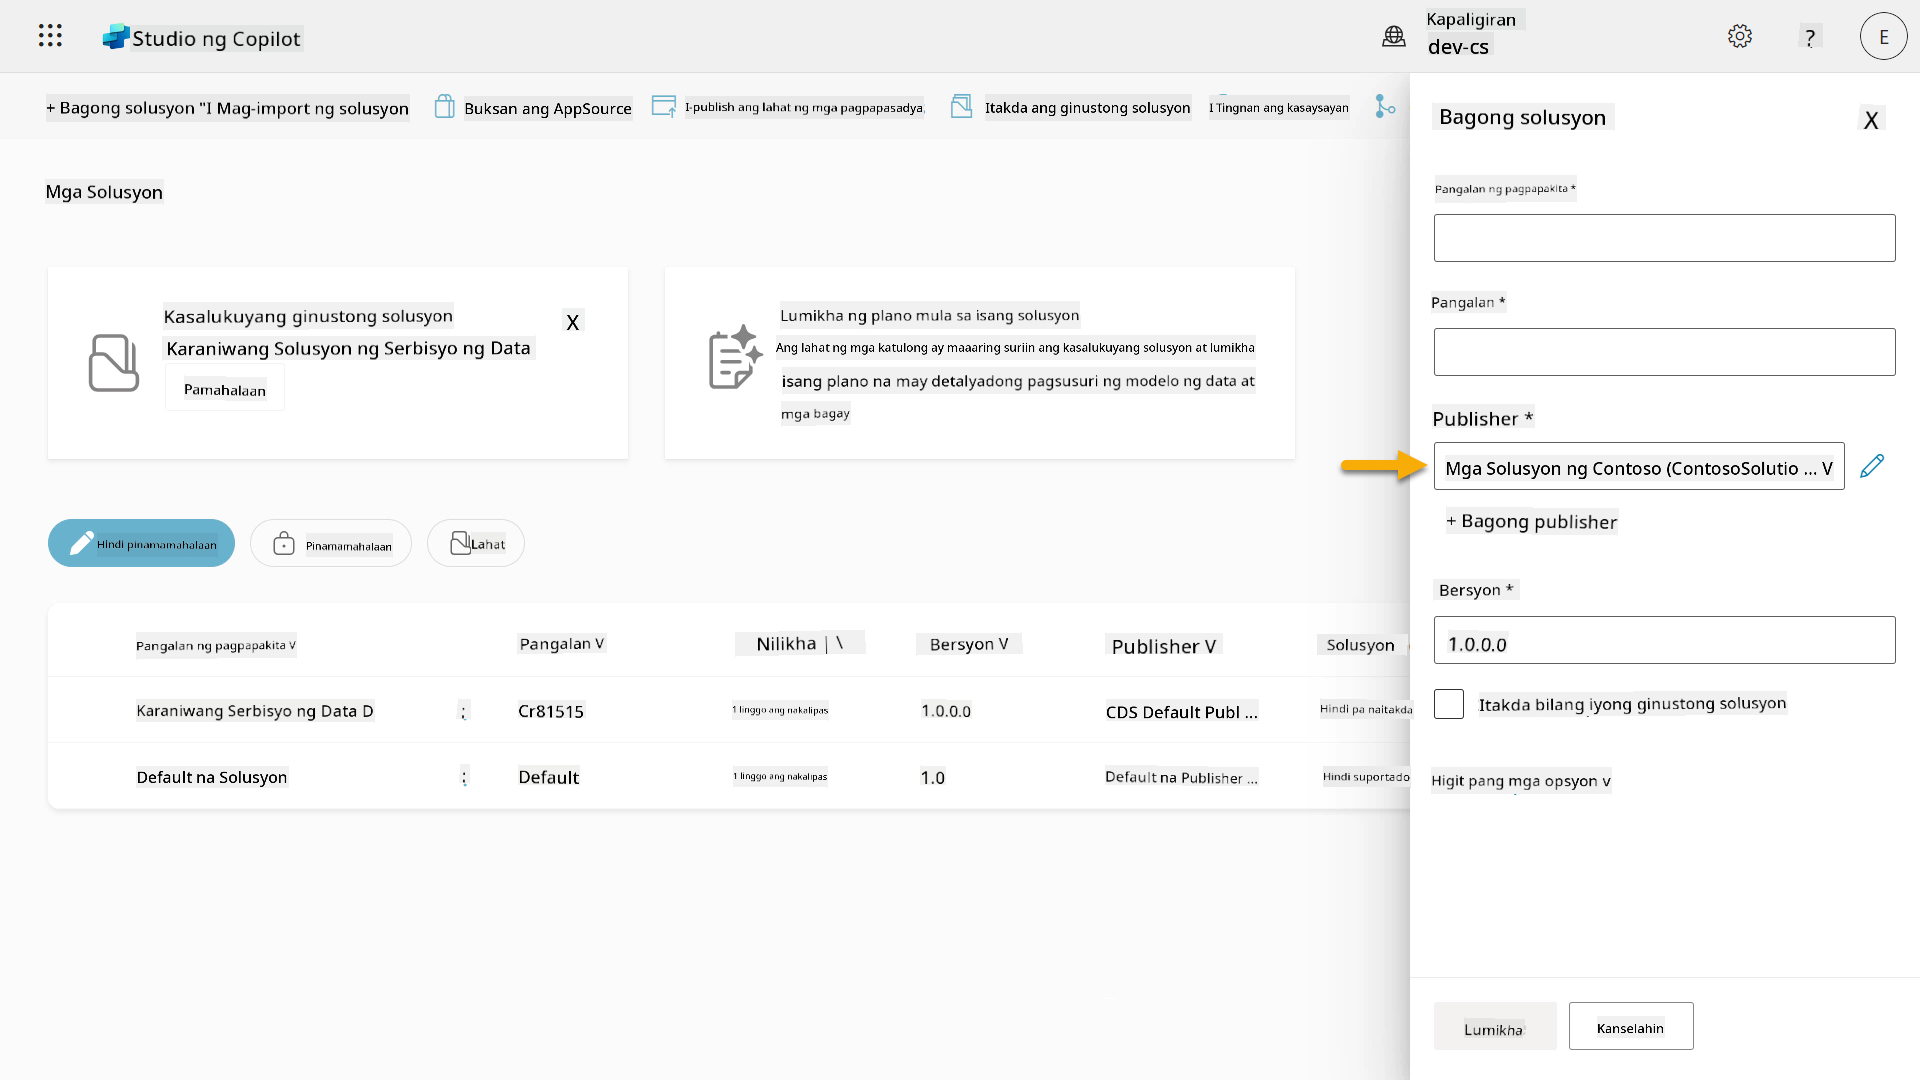 Studio ng Copilot
Kapaligiran
dev-cs
?
E
+ Bagong solusyon "I Mag-import ng solusyon
Buksan ang AppSource
I-publish ang lahat ng mga pagpapasadya
Itakda ang ginustong solusyon
I Tingnan ang kasaysayan
Mga Solusyon
Kasalukuyang ginustong solusyon
X
Karaniwang Solusyon ng Serbisyo ng Data
Pamahalaan
Lumikha ng plano mula sa isang solusyon
Ang lahat ng mga katulong ay maaaring suriin ang kasalukuyang solusyon at lumikha
isang plano na may detalyadong pagsusuri ng modelo ng data at
mga bagay
Hindi pinamamahalaan
Pinamamahalaan
Lahat
Pangalan ng pagpapakita V
Pangalan V
Nilikha | \
Bersyon V
Publisher V
Solusyon
Karaniwang Serbisyo ng Data D
:
Cr81515
1 linggo ang nakalipas
1.0.0.0
CDS Default Publ ...
Hindi pa naitakda
Default na Solusyon
:
Default
1 linggo ang nakalipas
1.0
Default na Publisher ...
Hindi suportado
Bagong solusyon
X
Pangalan ng pagpapakita *
Pangalan *
Publisher *
Mga Solusyon ng Contoso (ContosoSolutio ... V
+ Bagong publisher
Bersyon *
1.0.0.0
Itakda bilang iyong ginustong solusyon
Higit pang mga opsyon v
Lumikha
Kanselahin